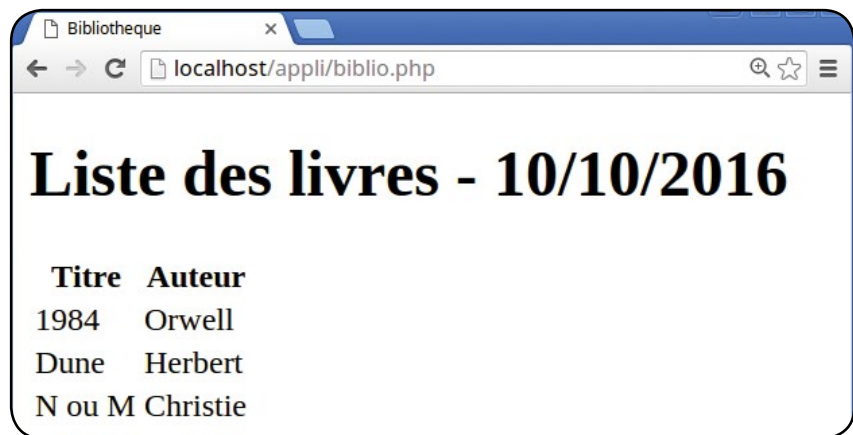 Bibliotheque
localhost/appli/biblio.php
Liste des livres - 10/10/2016
Titre Auteur
1984 Orwell
Dune Herbert
N ou M Christie